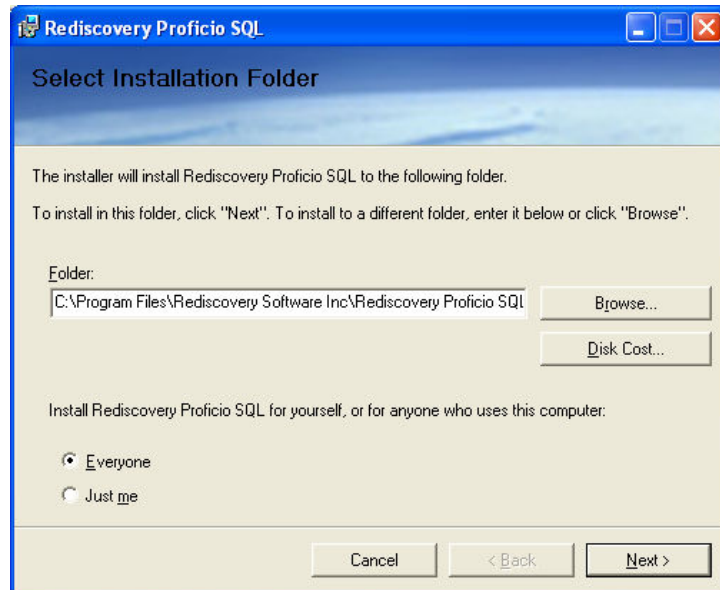 Rediscovery Proficio SQL
Select Installation Folder
The installer will install Rediscovery Proficio SQL to the following folder.
To install in this folder, click "Next". To install to a different folder, enter it below or click "Browse".
Folder:
C:\Program Files\Rediscovery Software Inc\Rediscovery Proficio SQL
Browse...
Disk Cost...
Install Rediscovery Proficio SQL for yourself, or for anyone who uses this computer:
Everyone
Just me
Cancel
< Back
Next >